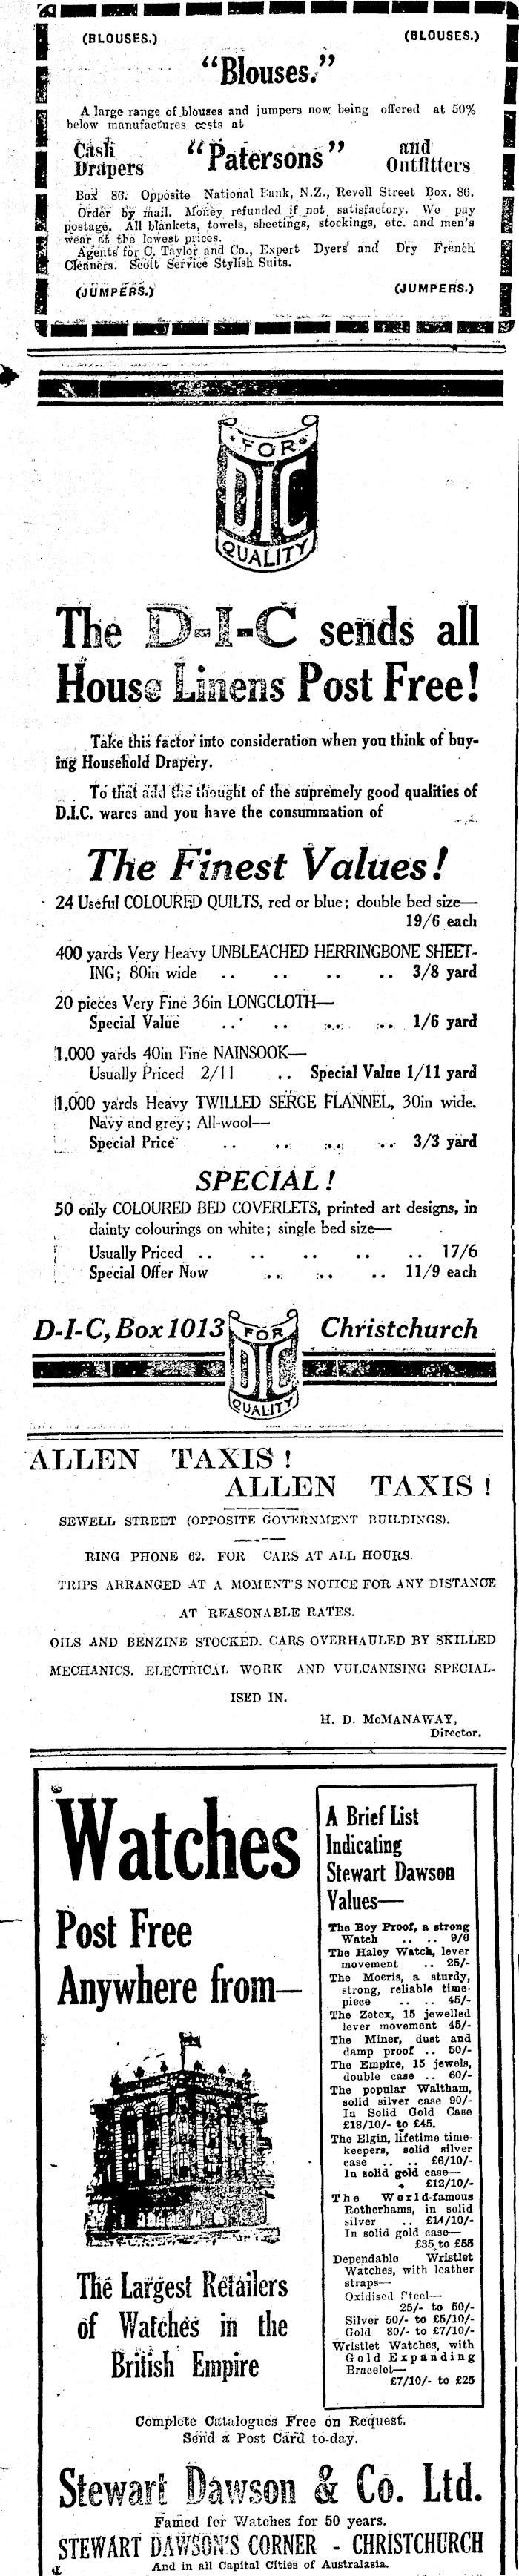 (BLOUSES.) (BLOUSES.)
"Blouses."
A large range of blouses and jumpers now being offered at 50%
below manufactures costs at
Cash Drapers "Patersons" and Outfitters
Box 86. Opposite National Bank, N.Z., Revell Street Box. 86.
Order by mail. Money refunded if not satisfactory. We pay
postage. All blankets, towels, sheetings, stockings, etc. and men's
wear at the lowest prices.
Agents for C. Taylor and Co., Expert Dyers and Dry French
Cleaners. Scott Service Stylish Suits.
(JUMPERS.) (JUMPERS.)
FOR
DIC
QUALITY
The D-I-C sends all
House Linens Post Free!
Take this factor into consideration when you think of buy-
ing Household Drapery.
To that add the thought of the supremely good qualities of
D.I.C. wares and you have the consummation of
The Finest Values!
24 Useful COLOURED QUILTS, red or blue; double bed size—
19/6 each
400 yards Very Heavy UNBLEACHED HERRINGBONE SHEET-
ING; 80in wide .. .. .. .. 3/8 yard
20 pieces Very Fine 36in LONGCLOTH—
Special Value .. .. .. .. 1/6 yard
1,000 yards 40in Fine NAINSOOK—
Usually Priced 2/11 .. Special Value 1/11 yard
1,000 yards Heavy TWILLED SERGE FLANNEL, 30in wide.
Navy and grey; All-wool—
Special Price .. .. .. .. 3/3 yard
SPECIAL!
50 only COLOURED BED COVERLETS, printed art designs, in
dainty colourings on white; single bed size—
Usually Priced .. .. .. .. .. 17/6
Special Offer Now .. .. .. 11/9 each
D-I-C, Box 1013 FOR DIC QUALITY Christchurch
ALLEN TAXIS!
ALLEN TAXIS!
SEWELL STREET (OPPOSITE GOVERNMENT BUILDINGS).
RING PHONE 62. FOR CARS AT ALL HOURS.
TRIPS ARRANGED AT A MOMENT'S NOTICE FOR ANY DISTANCE
AT REASONABLE RATES.
OILS AND BENZINE STOCKED. CARS OVERHAULED BY SKILLED
MECHANICS. ELECTRICAL WORK AND VULCANISING SPECIAL-
ISED IN.
H. D. McMANAWAY,
Director.
Watches
Post Free
Anywhere from—
The Largest Retailers
of Watches in the
British Empire
A Brief List
Indicating
Stewart Dawson
Values—
The Boy Proof, a strong
Watch .. .. 9/6
The Haley Watch, lever
movement .. 25/-
The Moeris, a sturdy,
strong, reliable time-
piece .. .. .. 45/-
The Zetex, 15 jewelled
lever movement 45/-
The Miner, dust and
damp proof .. 50/-
The Empire, 15 jewels,
double case .. 60/-
The popular Waltham,
solid silver case 90/-
In Solid Gold Case
£18/10/- to £45.
The Elgin, lifetime time-
keepers, solid silver
case .. .. £6/10/-
In solid gold case—
£12/10/-
The World-famous
Rotherhams, in solid
silver .. £14/10/-
In solid gold case—
£35 to £55
Dependable Wristlet
Watches, with leather
straps—
Oxidised Steel—
25/- to 50/-
Silver 50/- to £5/10/-
Gold 80/- to £7/10/-
Wristlet Watches, with
Gold Expanding
Bracelet—
£7/10/- to £25
Complete Catalogues Free on Request.
Send a Post Card to-day.
Stewart Dawson & Co. Ltd.
Famed for Watches for 50 years.
STEWART DAWSON'S CORNER - CHRISTCHURCH
And in all Capital Cities of Australasia.